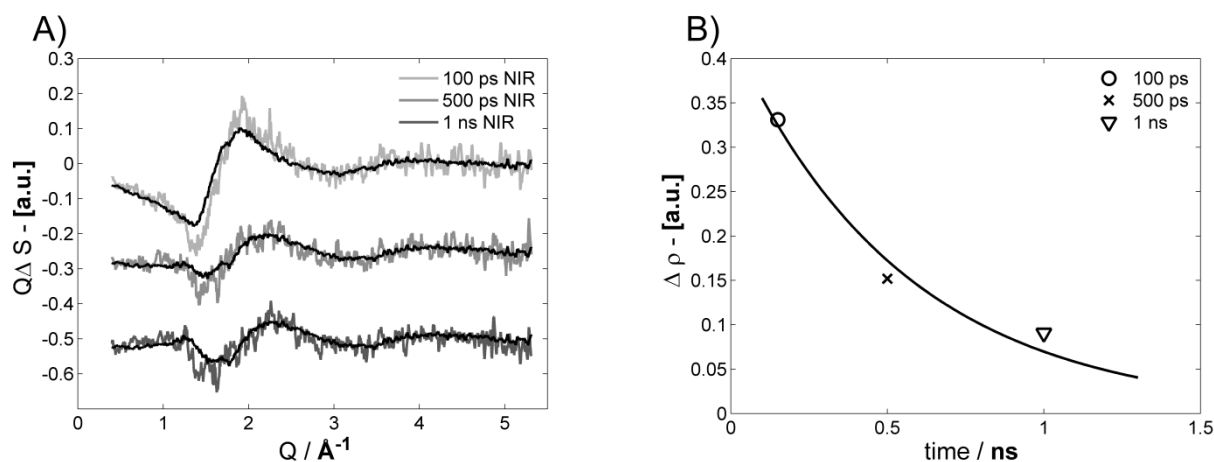 A)
0.3
0.2
0.1
0
-0.1
-0.2
-0.3
-0.4
-0.5
-0.6
Q Δ S - [a.u.]
0 1 2 3 4 5
Q / Å⁻¹
100 ps NIR
500 ps NIR
1 ns NIR
B)
0.4
0.35
0.3
0.25
0.2
0.15
0.1
0.05
0
Δ ρ - [a.u.]
0 0.5 1 1.5
time / ns
100 ps
500 ps
1 ns